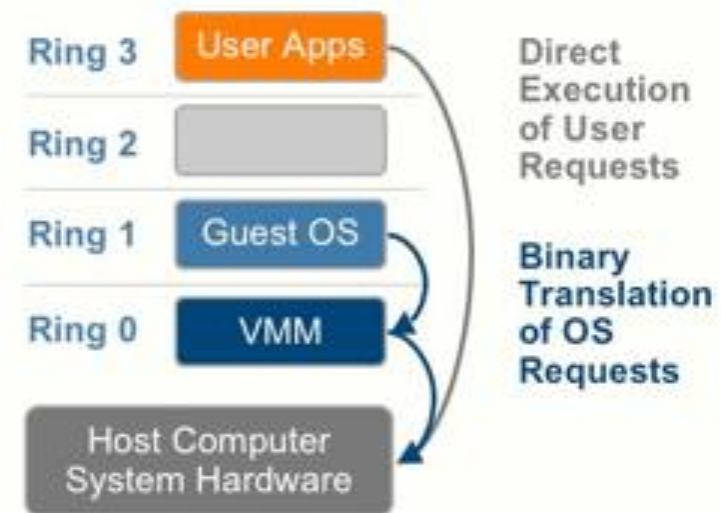 Ring 3
User Apps
Ring 2
Ring 1
Guest OS
Ring 0
VMM
Host Computer
System Hardware
Direct
Execution
of User
Requests
Binary
Translation
of OS
Requests